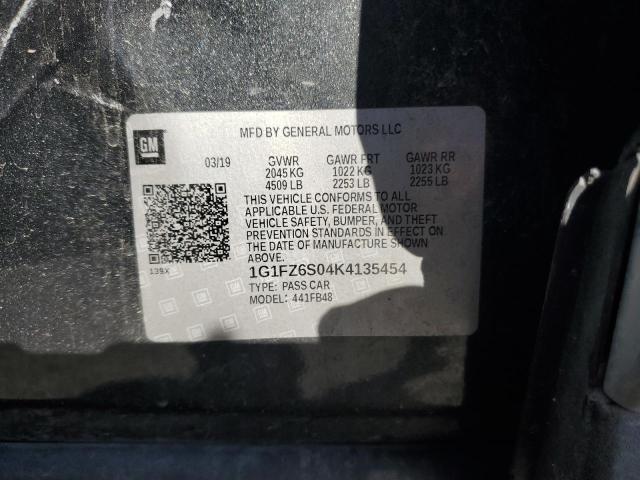 GM
MFD BY GENERAL MOTORS LLC
03/19 GVWR GAWR FRT GAWR RR
2045 KG 1022 KG 1023 KG
4509 LB 2253 LB 2255 LB
THIS VEHICLE CONFORMS TO ALL
APPLICABLE U.S. FEDERAL MOTOR
VEHICLE SAFETY, BUMPER, AND THEFT
PREVENTION STANDARDS IN EFFECT ON
THE DATE OF MANUFACTURE SHOWN
ABOVE.
139X
1G1FZ6S04K4135454
TYPE: PASS CAR
MODEL: 441FB48